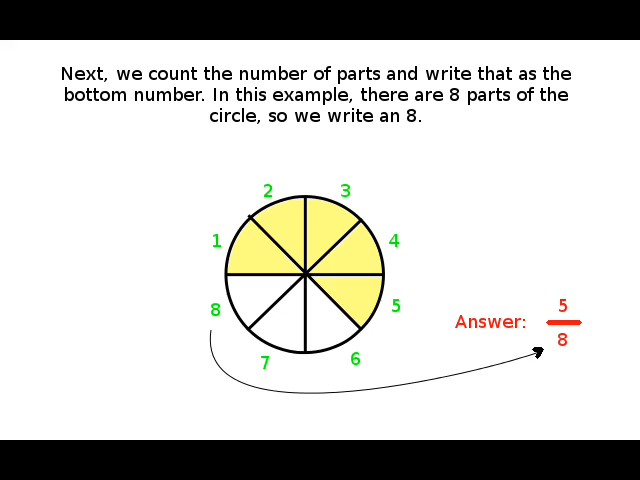 Next, we count the number of parts and write that as the
bottom number. In this example, there are 8 parts of the
circle, so we write an 8.
2 3
1 4
8 5
7 6
Answer: 5
8